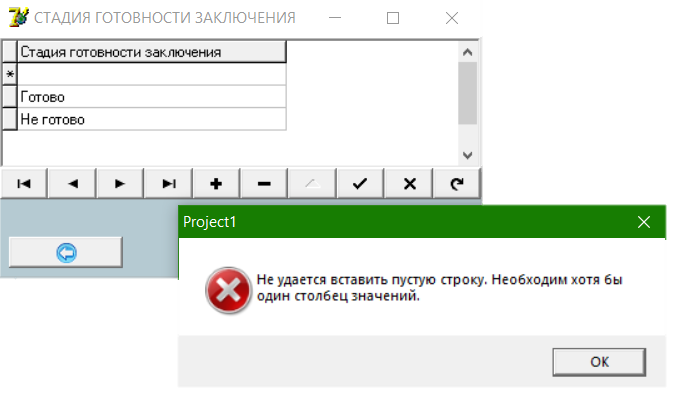 СТАДИЯ ГОТОВНОСТИ ЗАКЛЮЧЕНИЯ
Стадия готовности заключения
Готово
Не готово
Project1
Не удается вставить пустую строку. Необходим хотя бы
один столбец значений.
OK